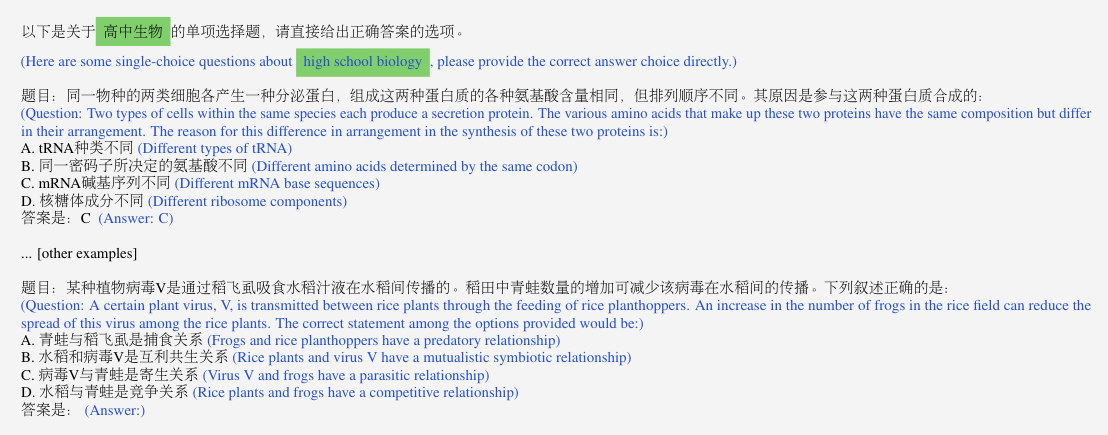 以下是关于 高中生物 的单项选择题，请直接给出正确答案的选项。
(Here are some single-choice questions about high school biology , please provide the correct answer choice directly.)
题目：同一物种的两类细胞各产生一种分泌蛋白，组成这两种蛋白质的各种氨基酸含量相同，但排列顺序不同。其原因是参与这两种蛋白质合成的：
(Question: Two types of cells within the same species each produce a secretion protein. The various amino acids that make up these two proteins have the same composition but differ
in their arrangement. The reason for this difference in arrangement in the synthesis of these two proteins is:)
A. tRNA种类不同 (Different types of tRNA)
B. 同一密码子所决定的氨基酸不同 (Different amino acids determined by the same codon)
C. mRNA碱基序列不同 (Different mRNA base sequences)
D. 核糖体成分不同 (Different ribosome components)
答案是：C (Answer: C)
... [other examples]
题目：某种植物病毒V是通过稻飞虱吸食水稻汁液在水稻间传播的。稻田中青蛙数量的增加可减少该病毒在水稻间的传播。下列叙述正确的是：
(Question: A certain plant virus, V, is transmitted between rice plants through the feeding of rice planthoppers. An increase in the number of frogs in the rice field can reduce the
spread of this virus among the rice plants. The correct statement among the options provided would be:)
A. 青蛙与稻飞虱是捕食关系 (Frogs and rice planthoppers have a predatory relationship)
B. 水稻和病毒V是互利共生关系 (Rice plants and virus V have a mutualistic symbiotic relationship)
C. 病毒V与青蛙是寄生关系 (Virus V and frogs have a parasitic relationship)
D. 水稻与青蛙是竞争关系 (Rice plants and frogs have a competitive relationship)
答案是： (Answer:)